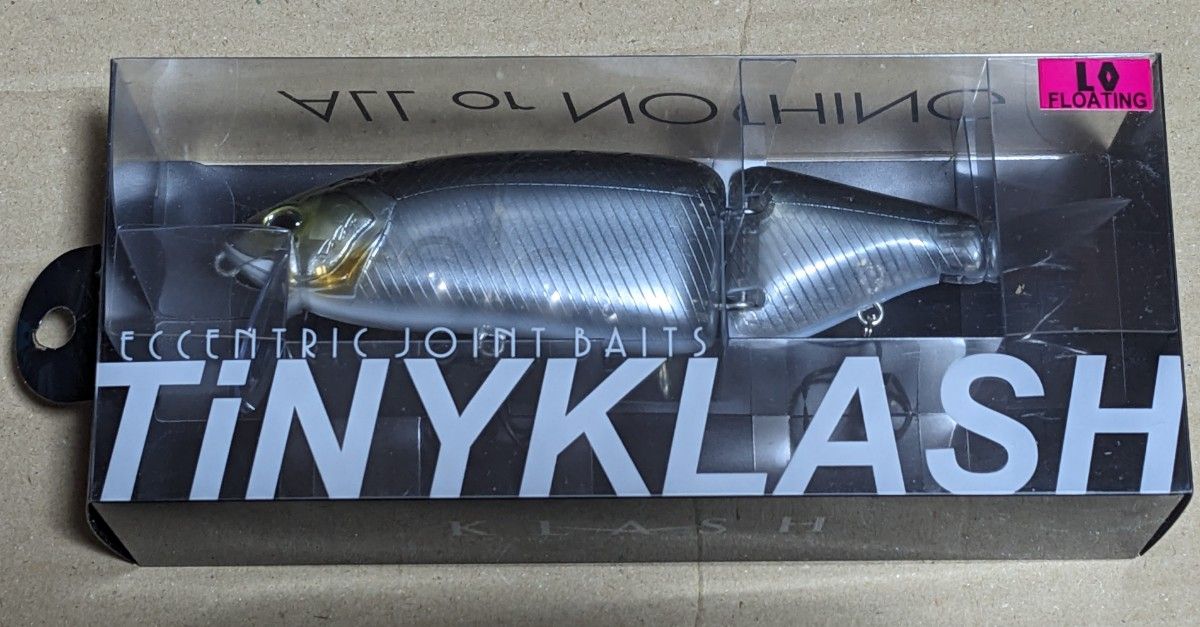 ALL or NOTHING
LO
FLOATING
ECCENTRIC JOINT BAITS
TiNYKLASH
KLASH